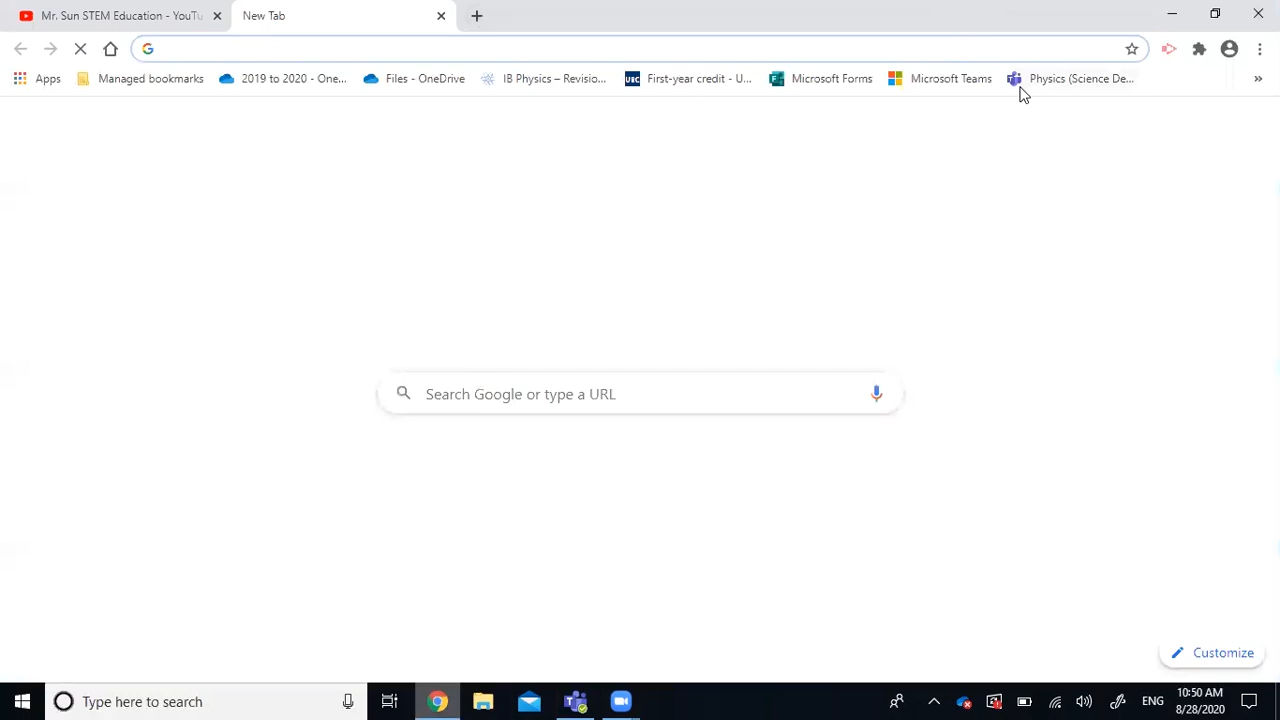 Mr. Sun STEM Education - YouTu
New Tab
Apps
Managed bookmarks
2019 to 2020 - One...
Files - OneDrive
IB Physics – Revisio...
UBC
First-year credit - U...
Microsoft Forms
Microsoft Teams
Physics (Science De...
Search Google or type a URL
Customize
Type here to search
ENG
10:50 AM
8/28/2020